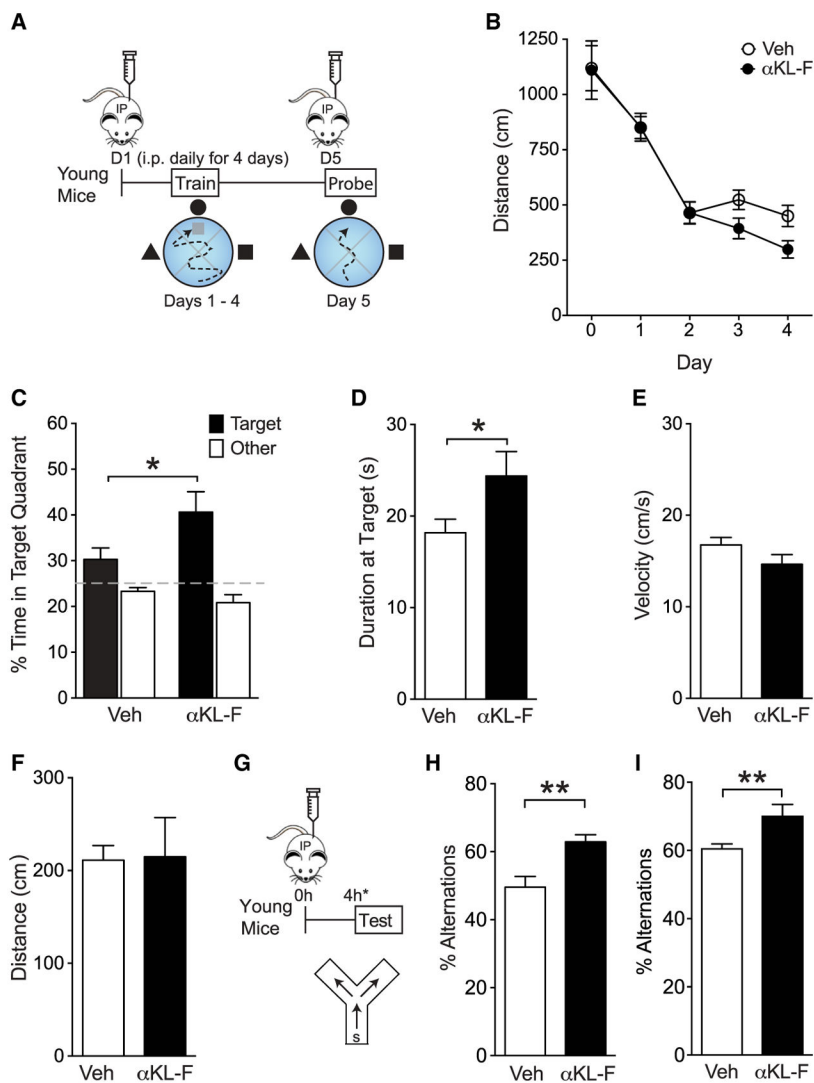 A
IP
IP
D1 (i.p. daily for 4 days)
D5
Young
Mice
Train
Probe
Days 1 - 4
Day 5
B
1250
1000
750
500
250
0
Distance (cm)
Veh
αKL-F
0 1 2 3 4
Day
C
60
50
40
30
20
10
0
% Time in Target Quadrant
Target
Other
*
Veh αKL-F
D
30
20
10
0
Duration at Target (s)
*
Veh αKL-F
E
30
20
10
0
Velocity (cm/s)
Veh αKL-F
F
300
200
100
0
Distance (cm)
Veh αKL-F
G
IP
0h 4h*
Young
Mice
Test
s
H
80
60
40
20
0
% Alternations
**
Veh αKL-F
I
80
60
40
20
0
% Alternations
**
Veh αKL-F